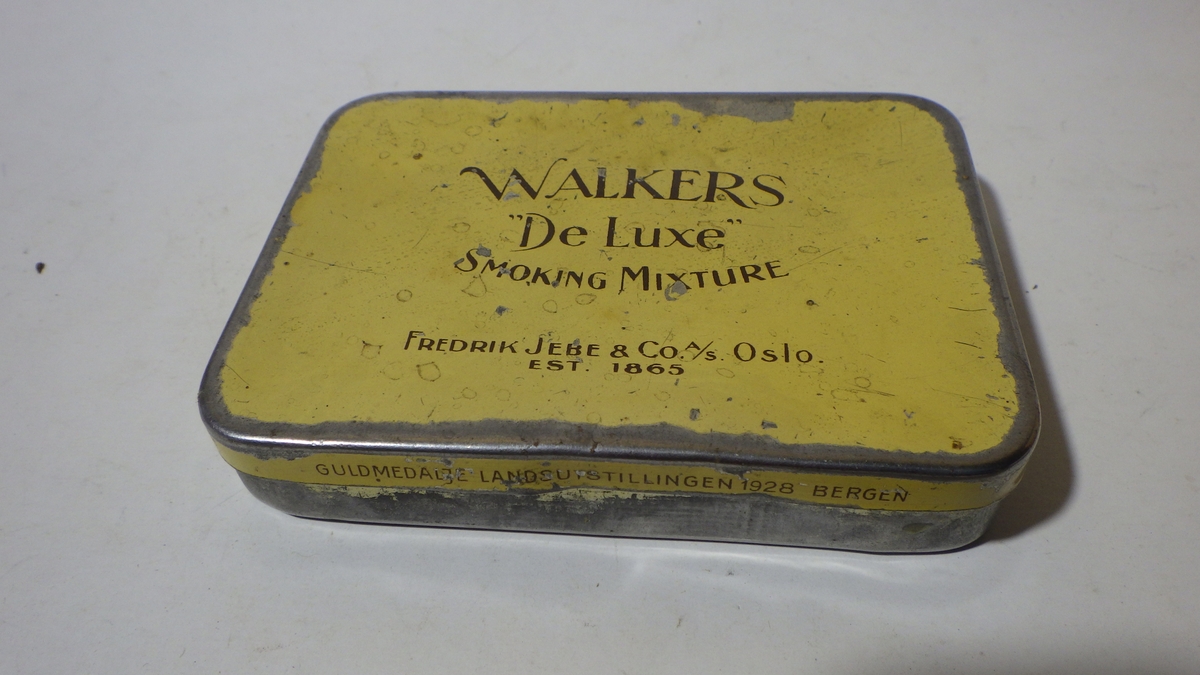 WALKERS
"De Luxe"
SMOKING MIXTURE
FREDRIK JEBE & Co. A/s. Oslo.
EST. 1865
GULDMEDALJE LANDSUTSTILLINGEN 1928 BERGEN